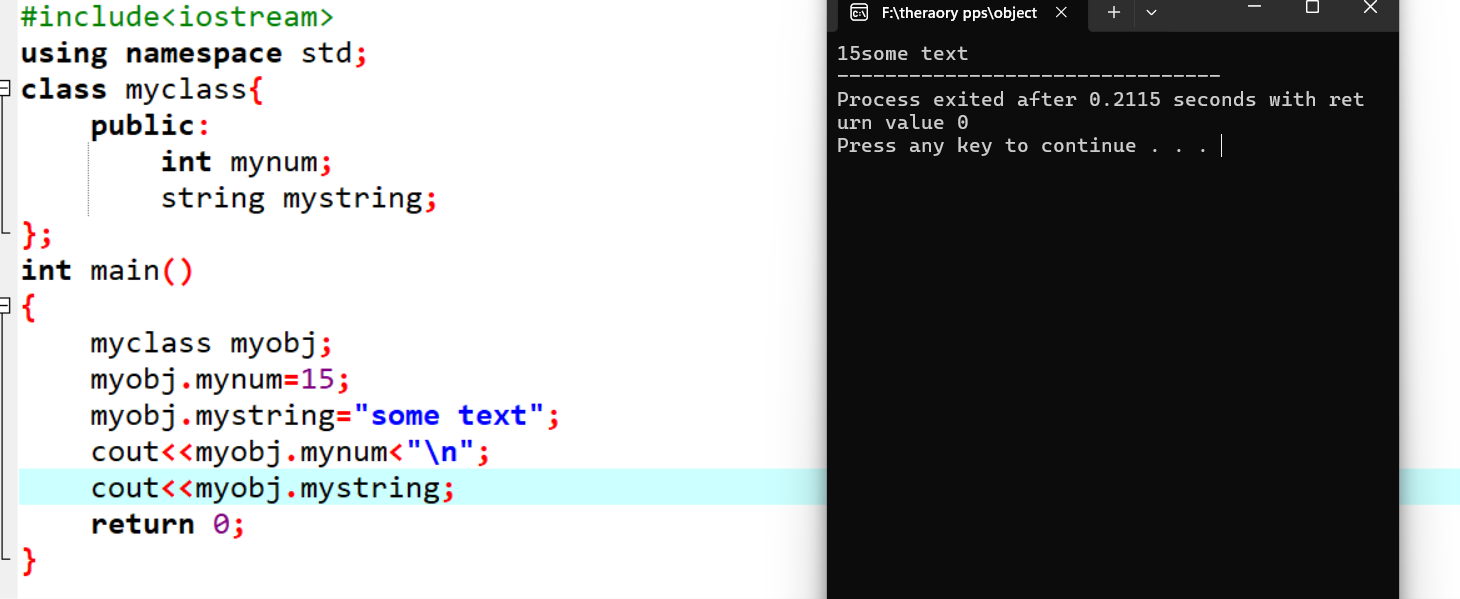 #include<iostream>
using namespace std;
class myclass{
    public:
        int mynum;
        string mystring;
};
int main()
{
    myclass myobj;
    myobj.mynum=15;
    myobj.mystring="some text";
    cout<<myobj.mynum<"\n";
    cout<<myobj.mystring;
    return 0;
}
F:\theraory pps\object
15some text
--------------------------------
Process exited after 0.2115 seconds with ret
urn value 0
Press any key to continue . . .